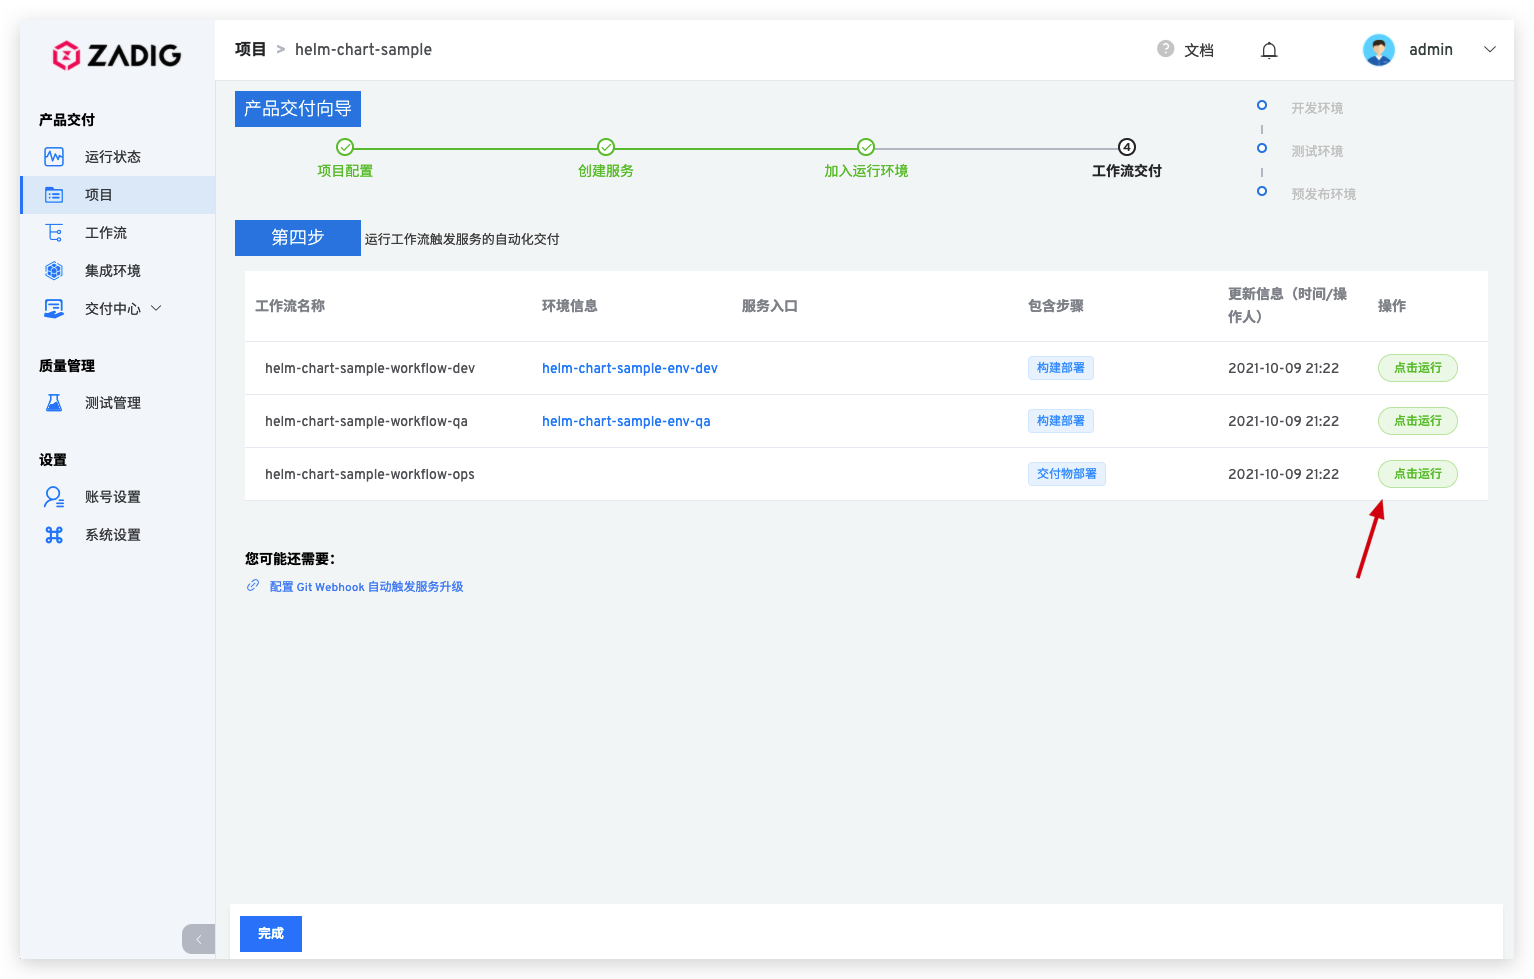 ZADIG
项目 > helm-chart-sample
文档
admin
产品交付
运行状态
项目
工作流
集成环境
交付中心
质量管理
测试管理
设置
账号设置
系统设置
产品交付向导
项目配置
创建服务
加入运行环境
4
工作流交付
开发环境
测试环境
预发布环境
第四步 运行工作流触发服务的自动化交付
工作流名称 环境信息 服务入口 包含步骤 更新信息（时间/操作人） 操作
helm-chart-sample-workflow-dev helm-chart-sample-env-dev 构建部署 2021-10-09 21:22 点击运行
helm-chart-sample-workflow-qa helm-chart-sample-env-qa 构建部署 2021-10-09 21:22 点击运行
helm-chart-sample-workflow-ops 交付物部署 2021-10-09 21:22 点击运行
您可能还需要：
配置 Git Webhook 自动触发服务升级
完成